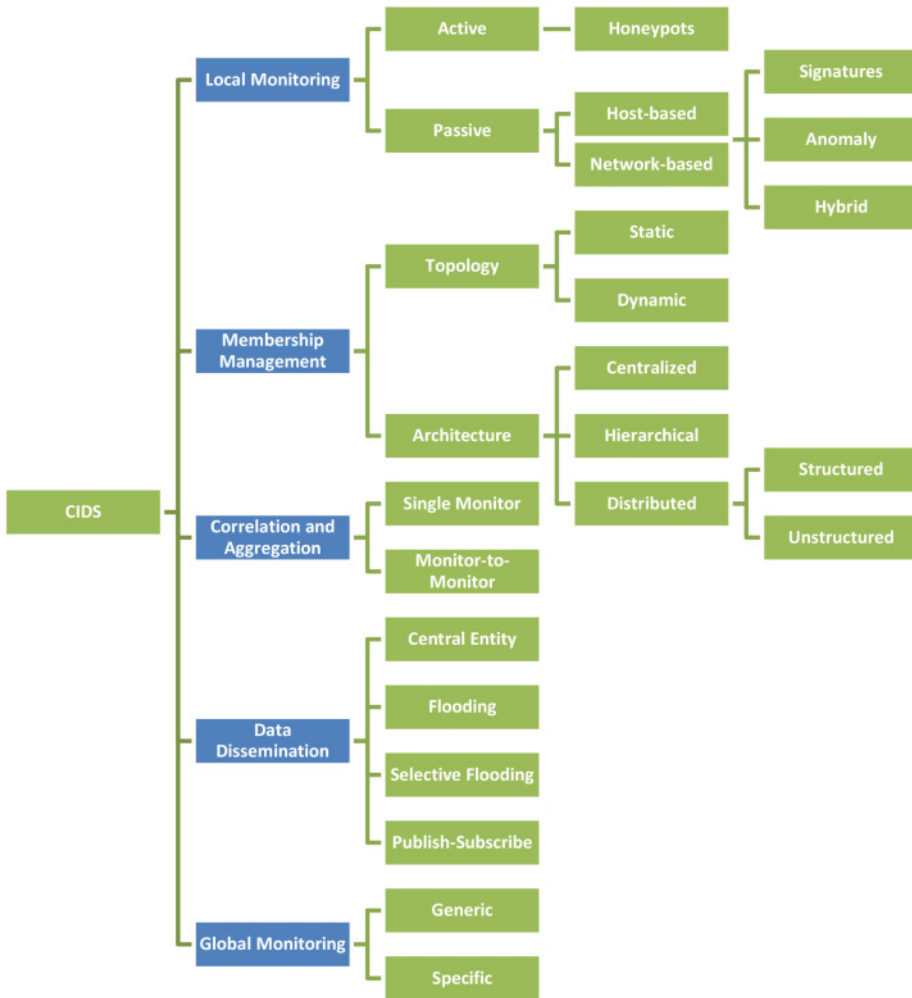 Active
Honeypots
Local Monitoring
Signatures
Passive
Host-based
Network-based
Anomaly
Hybrid
Topology
Static
Dynamic
Membership
Management
Architecture
Centralized
Hierarchical
Distributed
Structured
Unstructured
CIDS
Correlation and
Aggregation
Single Monitor
Monitor-to-
Monitor
Data
Dissemination
Central Entity
Flooding
Selective Flooding
Publish-Subscribe
Global Monitoring
Generic
Specific